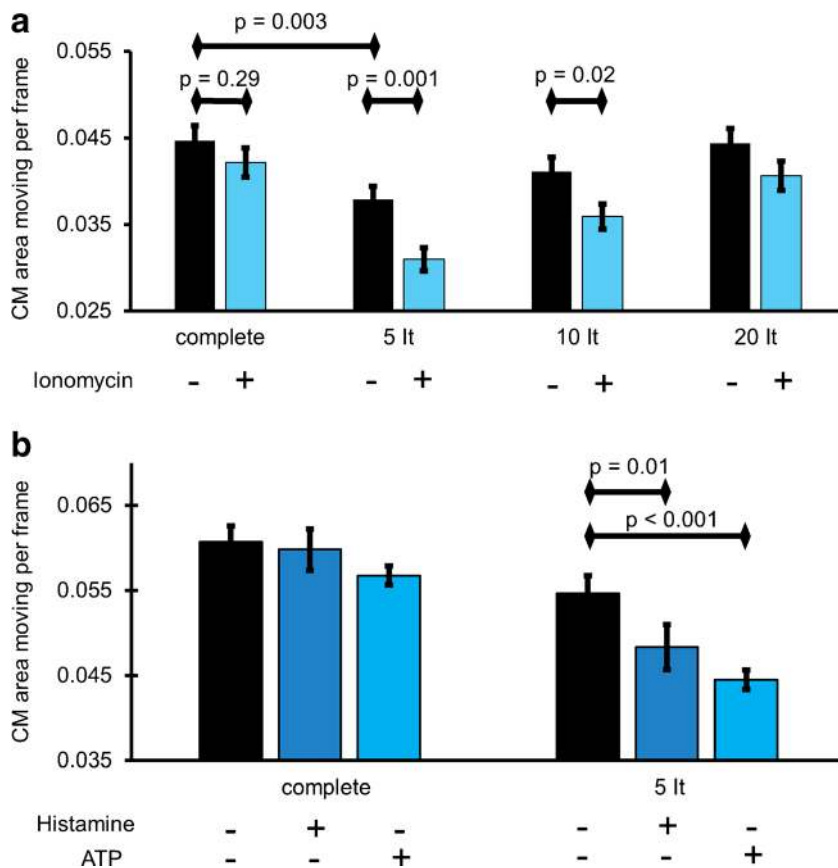 a
p = 0.003
p = 0.29 p = 0.001 p = 0.02
CM area moving per frame
0.055
0.045
0.035
0.025
complete 5 It 10 It 20 It
Ionomycin - + - + - + - +
b
p = 0.01
p < 0.001
CM area moving per frame
0.065
0.055
0.045
0.035
complete 5 It
Histamine - + - - + -
ATP - - + - - +